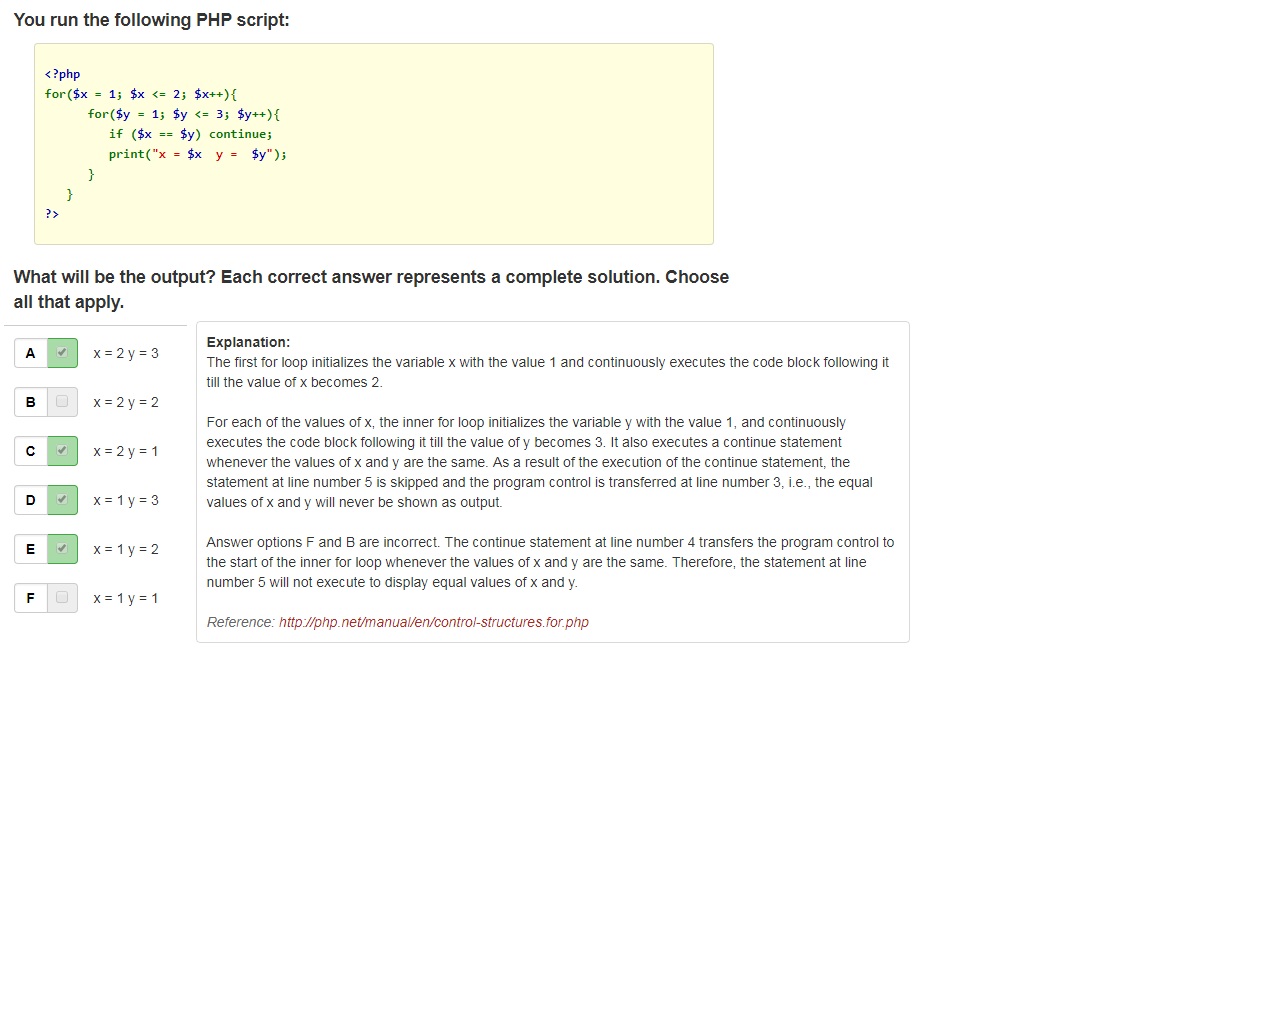 You run the following PHP script:
<?php
for($x = 1; $x <= 2; $x++){
for($y = 1; $y <= 3; $y++){
if ($x == $y) continue;
print("x = $x  y =  $y");
}
}
?>
What will be the output? Each correct answer represents a complete solution. Choose
all that apply.
A x = 2 y = 3
B x = 2 y = 2
C x = 2 y = 1
D x = 1 y = 3
E x = 1 y = 2
F x = 1 y = 1
Explanation:
The first for loop initializes the variable x with the value 1 and continuously executes the code block following it
till the value of x becomes 2.
For each of the values of x, the inner for loop initializes the variable y with the value 1, and continuously
executes the code block following it till the value of y becomes 3. It also executes a continue statement
whenever the values of x and y are the same. As a result of the execution of the continue statement, the
statement at line number 5 is skipped and the program control is transferred at line number 3, i.e., the equal
values of x and y will never be shown as output.
Answer options F and B are incorrect. The continue statement at line number 4 transfers the program control to
the start of the inner for loop whenever the values of x and y are the same. Therefore, the statement at line
number 5 will not execute to display equal values of x and y.
Reference: http://php.net/manual/en/control-structures.for.php